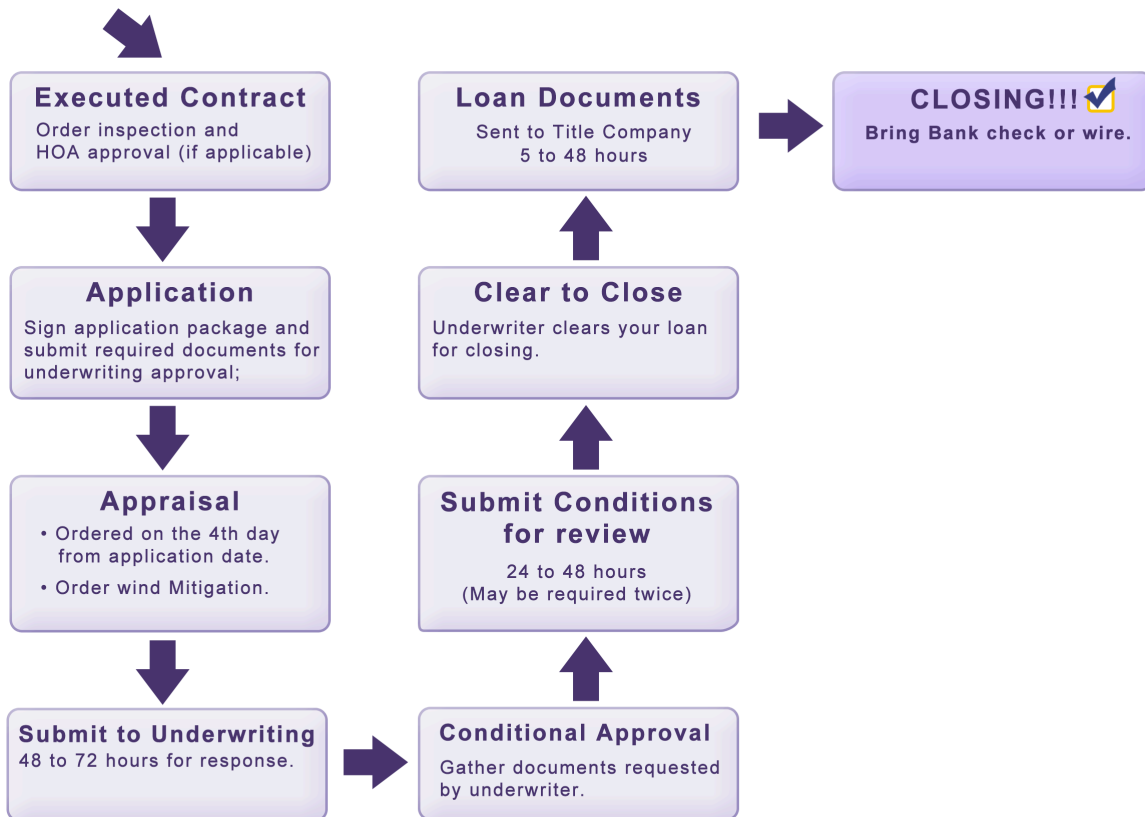 Executed Contract
Order inspection and
HOA approval (if applicable)
Application
Sign application package and
submit required documents for
underwriting approval;
Appraisal
• Ordered on the 4th day
from application date.
• Order wind Mitigation.
Submit to Underwriting
48 to 72 hours for response.
Conditional Approval
Gather documents requested
by underwriter.
Submit Conditions
for review
24 to 48 hours
(May be required twice)
Clear to Close
Underwriter clears your loan
for closing.
Loan Documents
Sent to Title Company
5 to 48 hours
CLOSING!!!
Bring Bank check or wire.